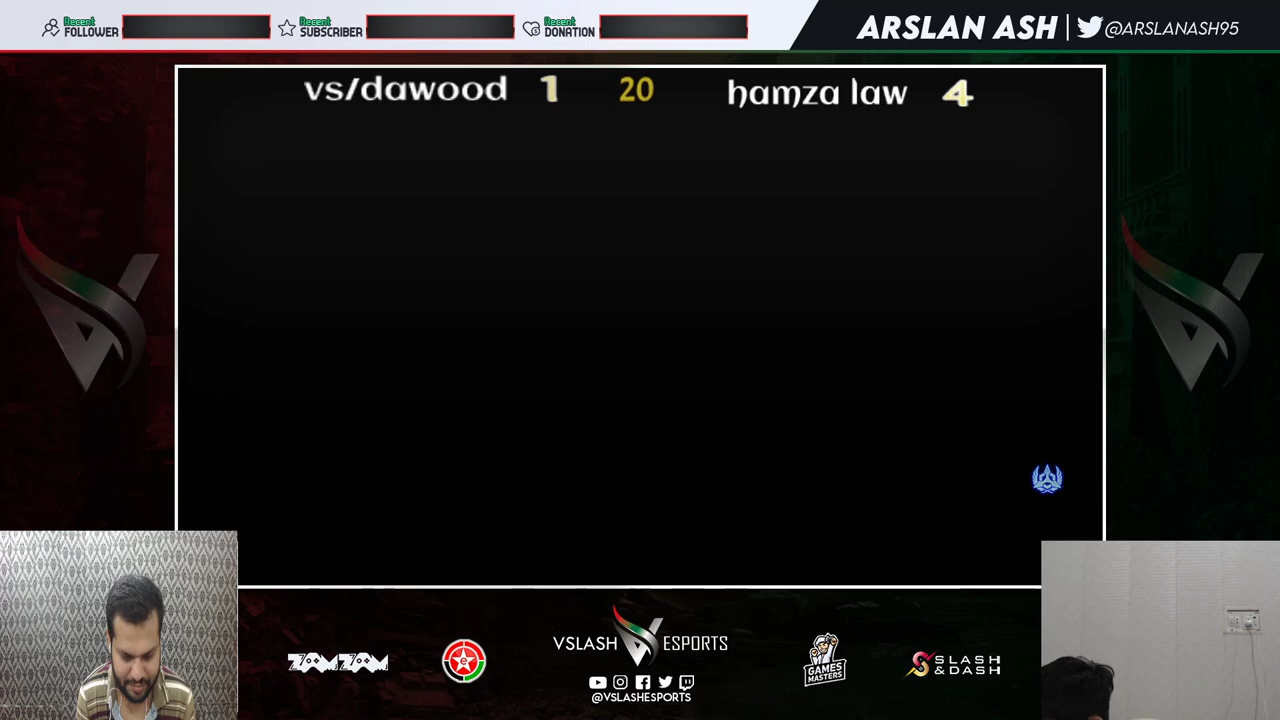 Recent
FOLLOWER
Recent
SUBSCRIBER
Recent
DONATION
ARSLAN ASH
@ARSLANASH95
vs/dawood 1 20 hamza law 4
ZAMZAM
VSLASH ESPORTS
@VSLASHESPORTS
GAMES
MASTERS
SLASH
& DASH